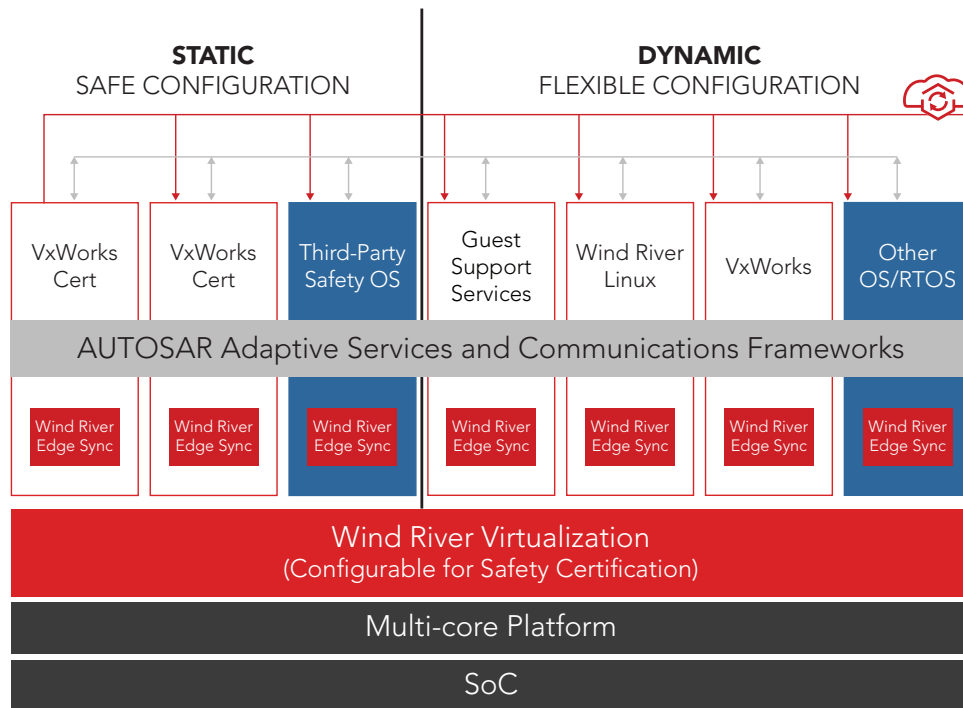 STATIC
SAFE CONFIGURATION
DYNAMIC
FLEXIBLE CONFIGURATION
VxWorks
Cert
VxWorks
Cert
Third-Party
Safety OS
Guest
Support
Services
Wind River
Linux
VxWorks
Other
OS/RTOS
AUTOSAR Adaptive Services and Communications Frameworks
Wind River
Edge Sync
Wind River
Edge Sync
Wind River
Edge Sync
Wind River
Edge Sync
Wind River
Edge Sync
Wind River
Edge Sync
Wind River
Edge Sync
Wind River Virtualization
(Configurable for Safety Certification)
Multi-core Platform
SoC